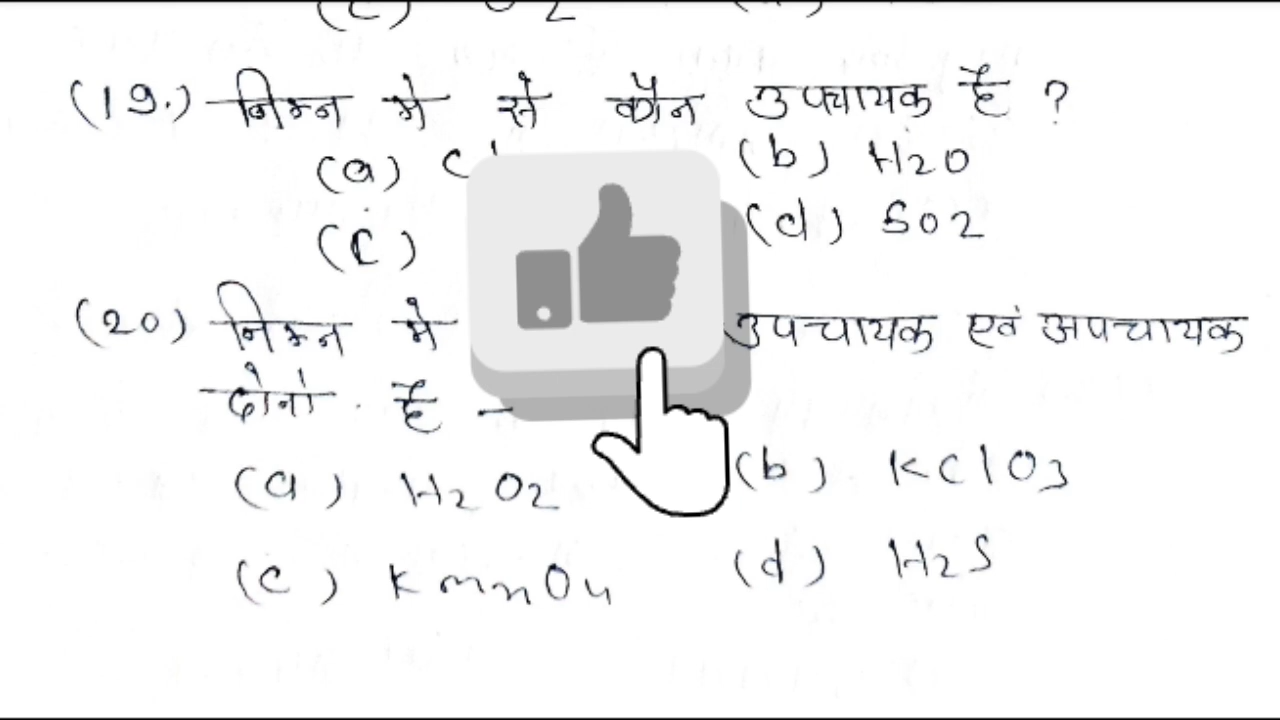 (19.) निम्न मे से कौन उपचायक है ?
(a) (b) H2O
(c) (d) SO2
(20) निम्न मे उपचायक एवं अपचायक
दोनो है -
(a) H2O2 (b) KClO3
(c) KmnO4 (d) H2S